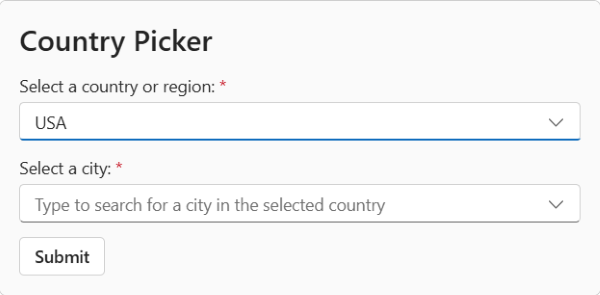 Country Picker
Select a country or region: *
USA
Select a city: *
Type to search for a city in the selected country
Submit